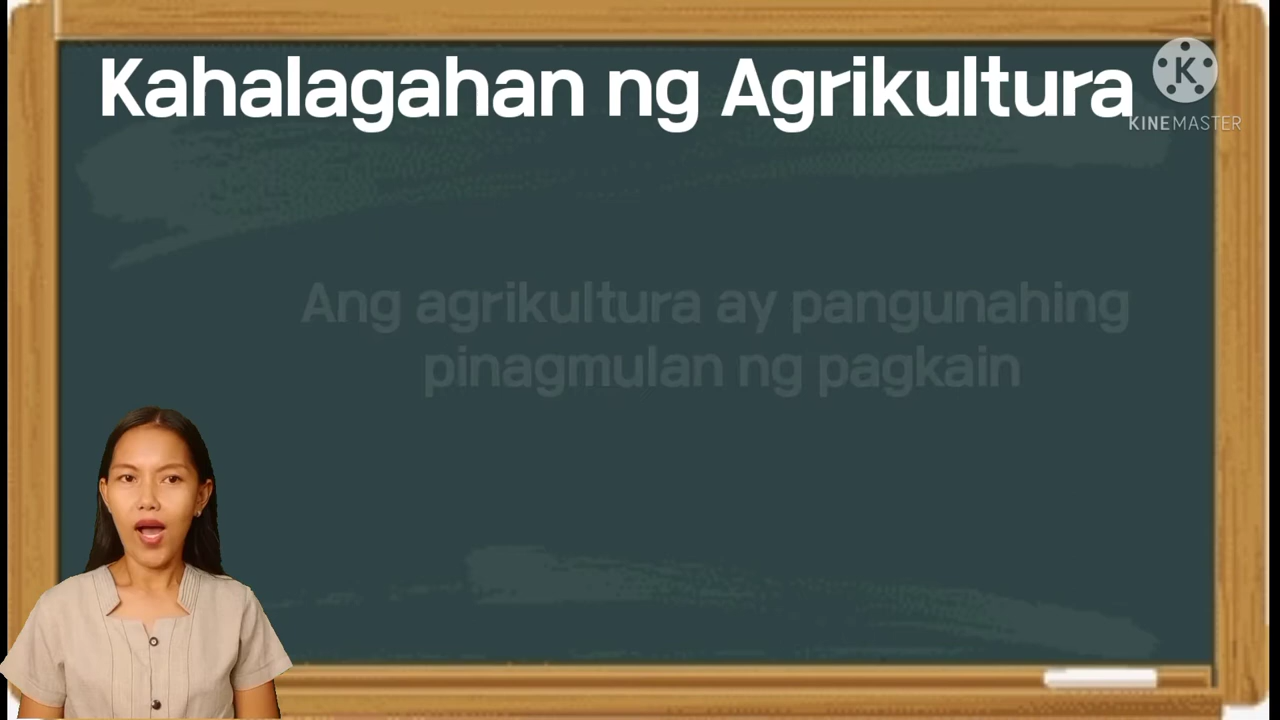 Kahalagahan ng Agrikultura
KINEMASTER
Ang agrikultura ay pangunahing
pinagmulan ng pagkain